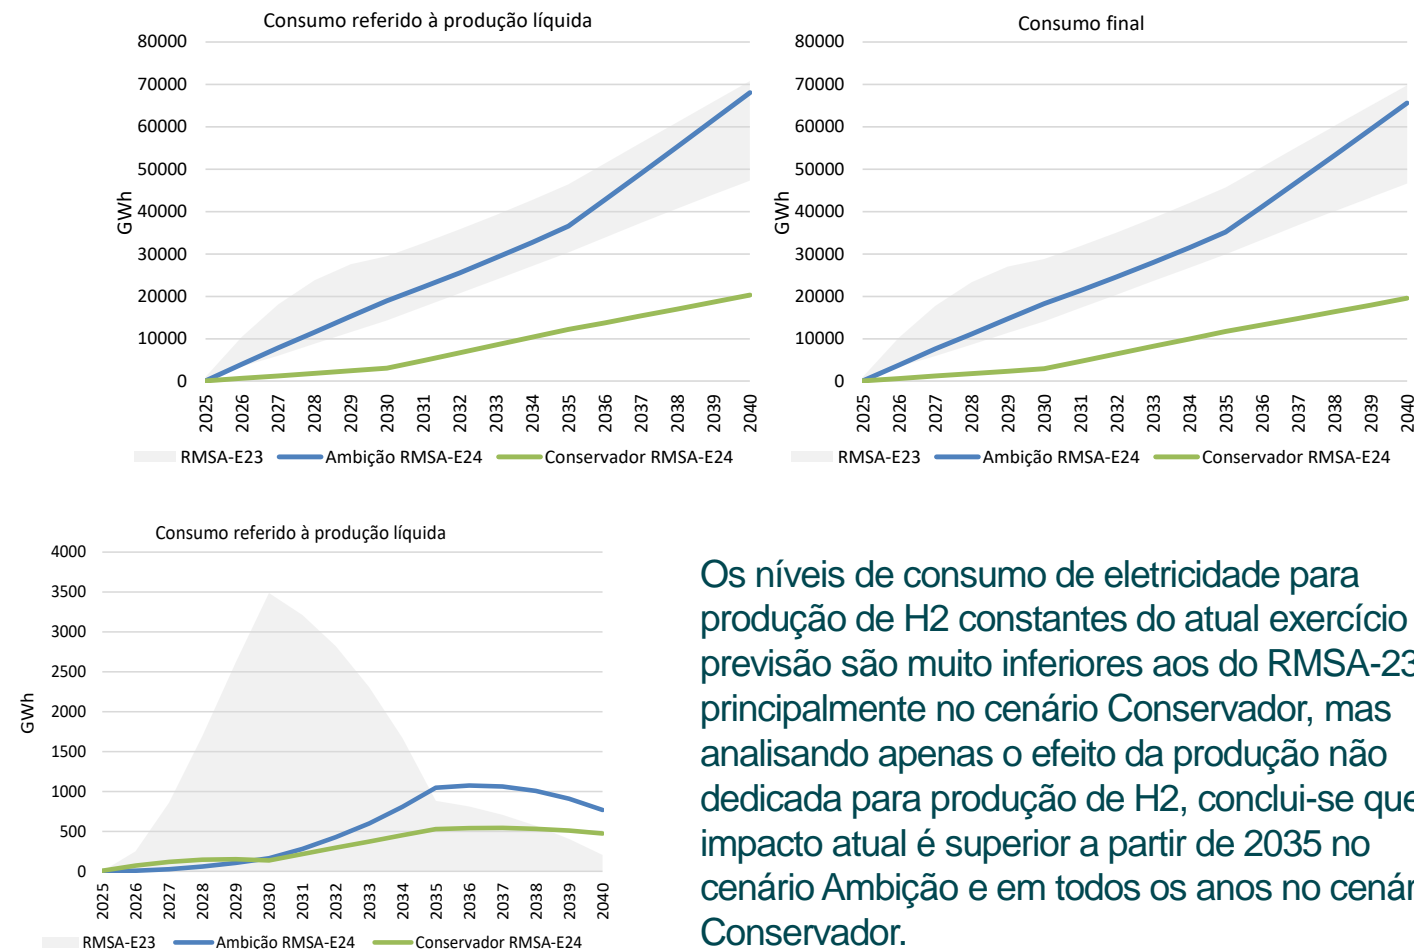 Consumo referido à produção líquida
80000
70000
60000
50000
40000
30000
20000
10000
0
GWh
2025 2026 2027 2028 2029 2030 2031 2032 2033 2034 2035 2036 2037 2038 2039 2040
RMSA-E23 Ambição RMSA-E24 Conservador RMSA-E24
Consumo final
80000
70000
60000
50000
40000
30000
20000
10000
0
GWh
2025 2026 2027 2028 2029 2030 2031 2032 2033 2034 2035 2036 2037 2038 2039 2040
RMSA-E23 Ambição RMSA-E24 Conservador RMSA-E24
Consumo referido à produção líquida
4000
3500
3000
2500
2000
1500
1000
500
0
GWh
2025 2026 2027 2028 2029 2030 2031 2032 2033 2034 2035 2036 2037 2038 2039 2040
RMSA-E23 Ambição RMSA-E24 Conservador RMSA-E24
Os níveis de consumo de eletricidade para
produção de H2 constantes do atual exercício
previsão são muito inferiores aos do RMSA-23
principalmente no cenário Conservador, mas
analisando apenas o efeito da produção não
dedicada para produção de H2, conclui-se que
impacto atual é superior a partir de 2035 no
cenário Ambição e em todos os anos no cenár
Conservador.